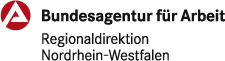 Bundesagentur für Arbeit
Regionaldirektion
Nordrhein-Westfalen